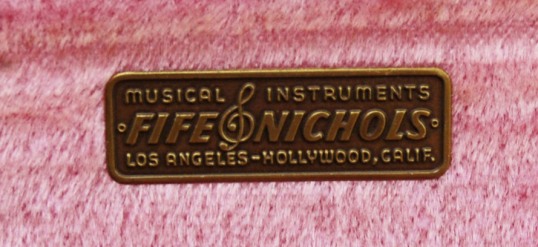 MUSICAL INSTRUMENTS
FIFE & NICHOLS
LOS ANGELES-HOLLYWOOD, CALIF.